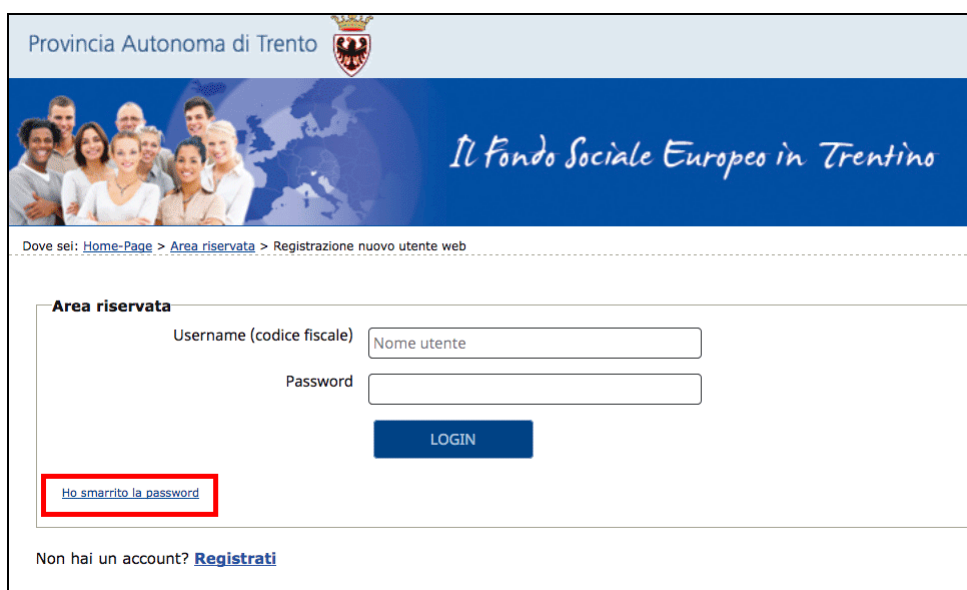 Provincia Autonoma di Trento
Il Fondo Sociale Europeo in Trentino
Dove sei: Home-Page > Area riservata > Registrazione nuovo utente web
Area riservata
Username (codice fiscale)
Nome utente
Password
LOGIN
Ho smarrito la password
Non hai un account? Registrati